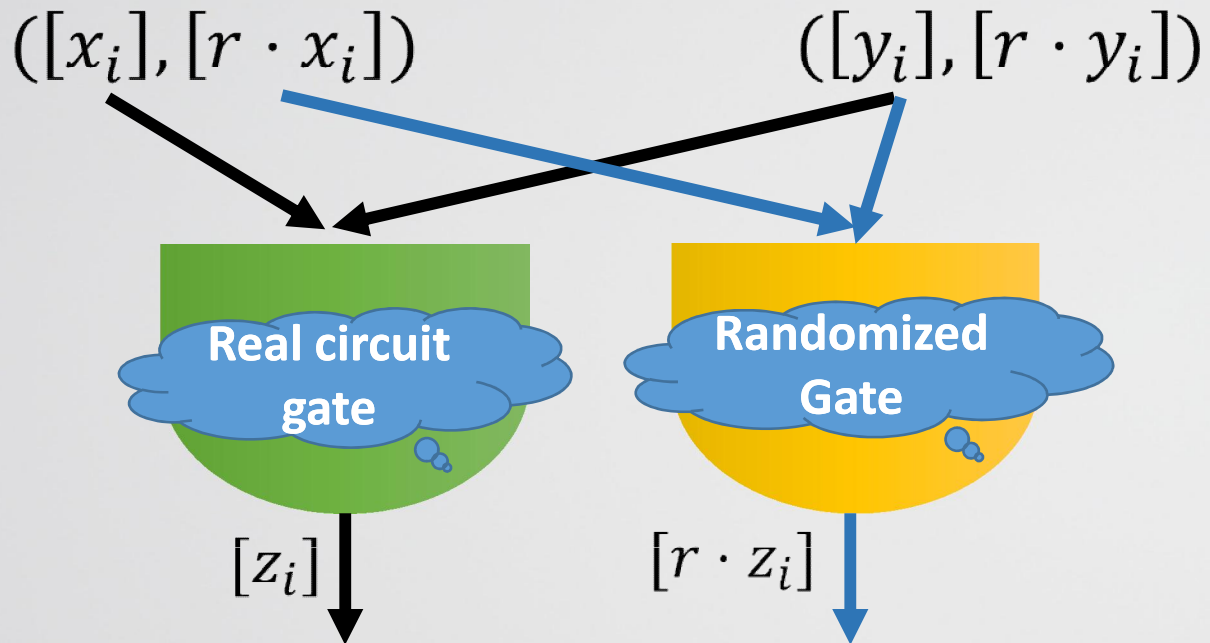 ([x_i], [r · x_i])
([y_i], [r · y_i])
Real circuit
gate
Randomized
Gate
[z_i]
[r · z_i]